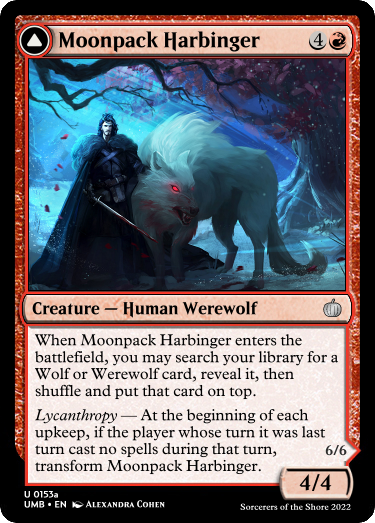 Moonpack Harbinger 4
Creature — Human Werewolf
When Moonpack Harbinger enters the
battlefield, you may search your library for a
Wolf or Werewolf card, reveal it, then
shuffle and put that card on top.
Lycanthropy — At the beginning of each
upkeep, if the player whose turn it was last
turn cast no spells during that turn,
transform Moonpack Harbinger.
6/6
4/4
U 0153a
UMB • EN Alexandra Cohen
Sorcerers of the Shore 2022